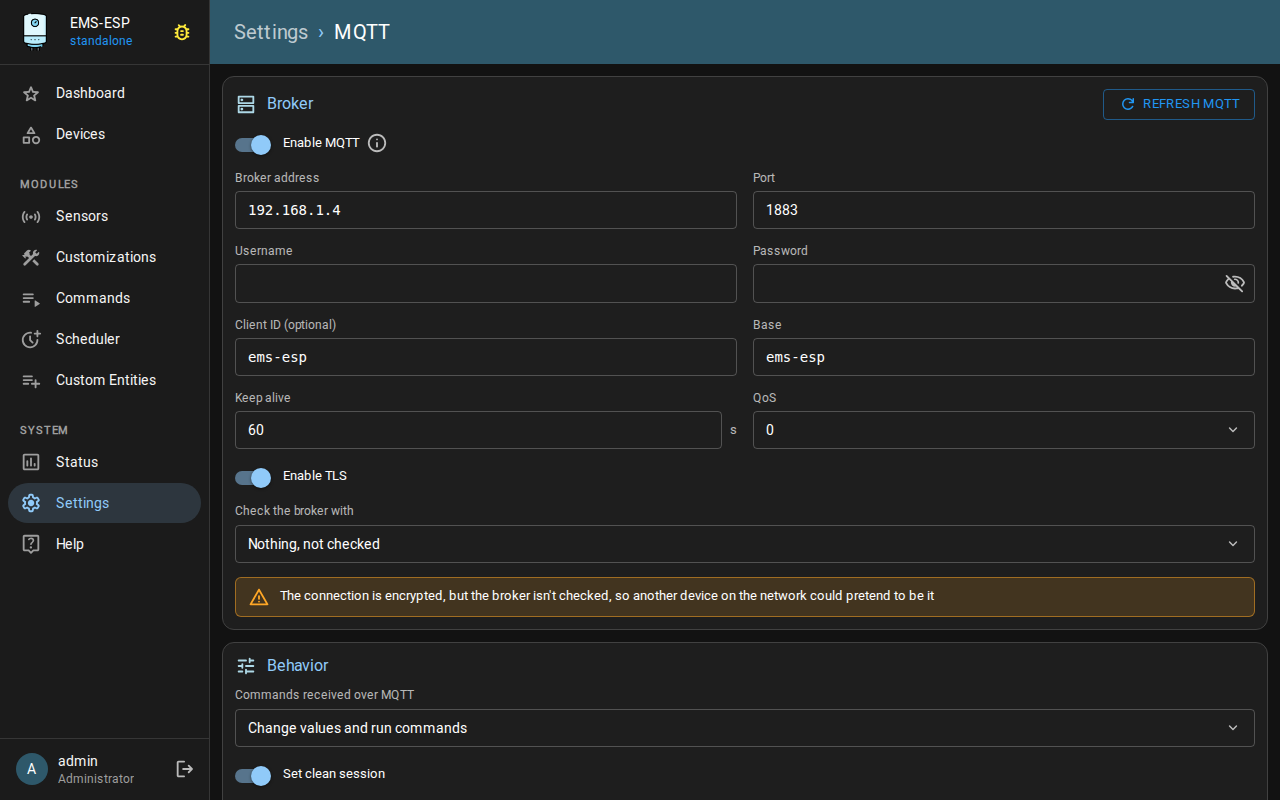 EMS-ESP
standalone
Dashboard
Devices
MODULES
Sensors
Customizations
Commands
Scheduler
Custom Entities
SYSTEM
Status
Settings
Help
A
admin
Administrator
Settings › MQTT
Broker
REFRESH MQTT
Enable MQTT
Broker address
Port
192.168.1.4
1883
Username
Password
Client ID (optional)
Base
ems-esp
ems-esp
Keep alive
QoS
60 s
0
Enable TLS
Check the broker with
Nothing, not checked
The connection is encrypted, but the broker isn't checked, so another device on the network could pretend to be it
Behavior
Commands received over MQTT
Change values and run commands
Set clean session